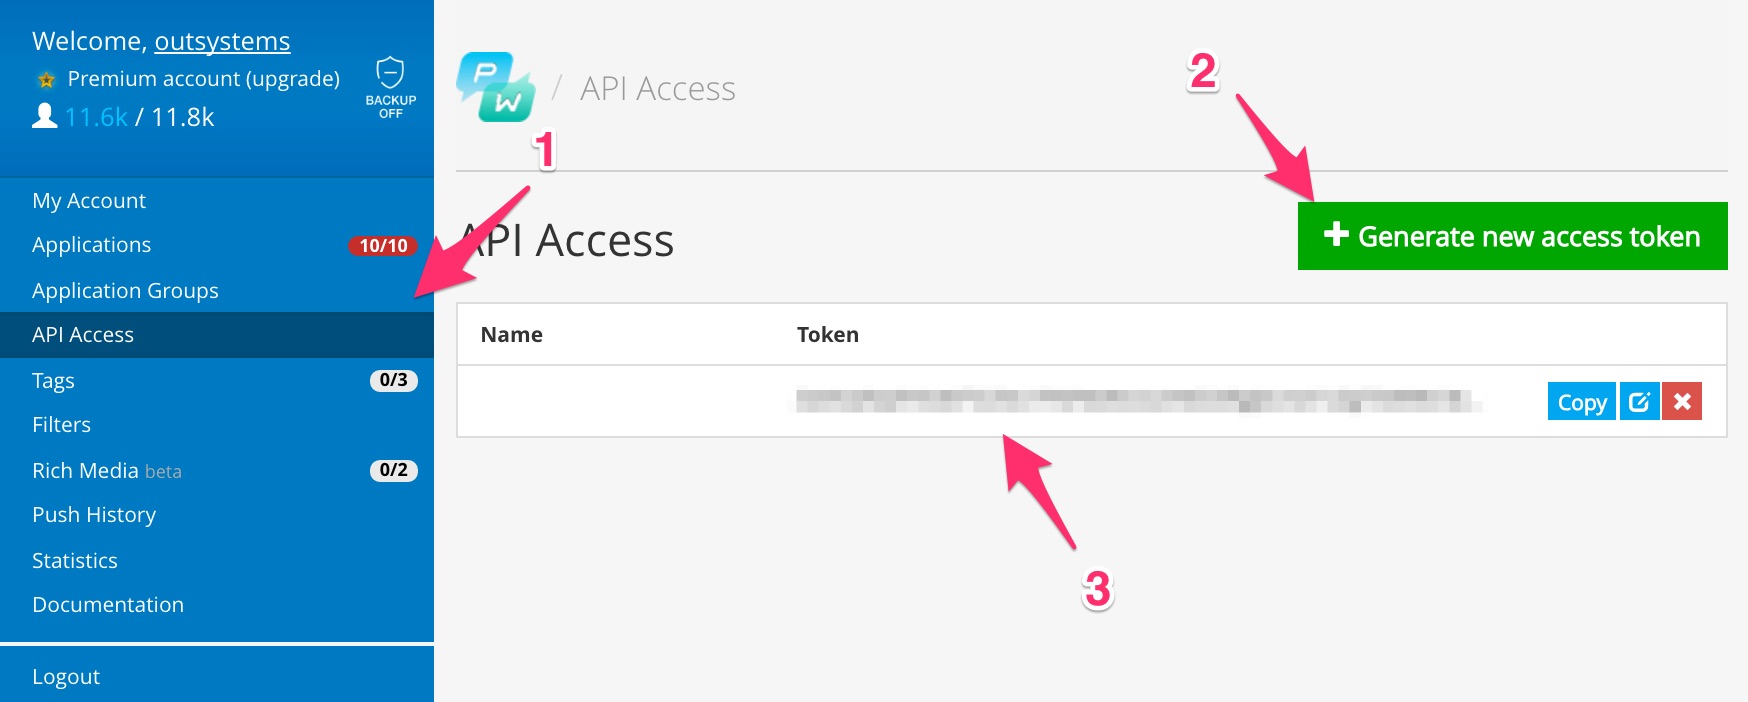 Welcome, outsystems
Premium account (upgrade)
11.6k / 11.8k
BACKUP
OFF
My Account
Applications 10/10
Application Groups
API Access
Tags 0/3
Filters
Rich Media beta 0/2
Push History
Statistics
Documentation
Logout
P W / API Access
1
2
API Access
Generate new access token
Name Token
Copy
3